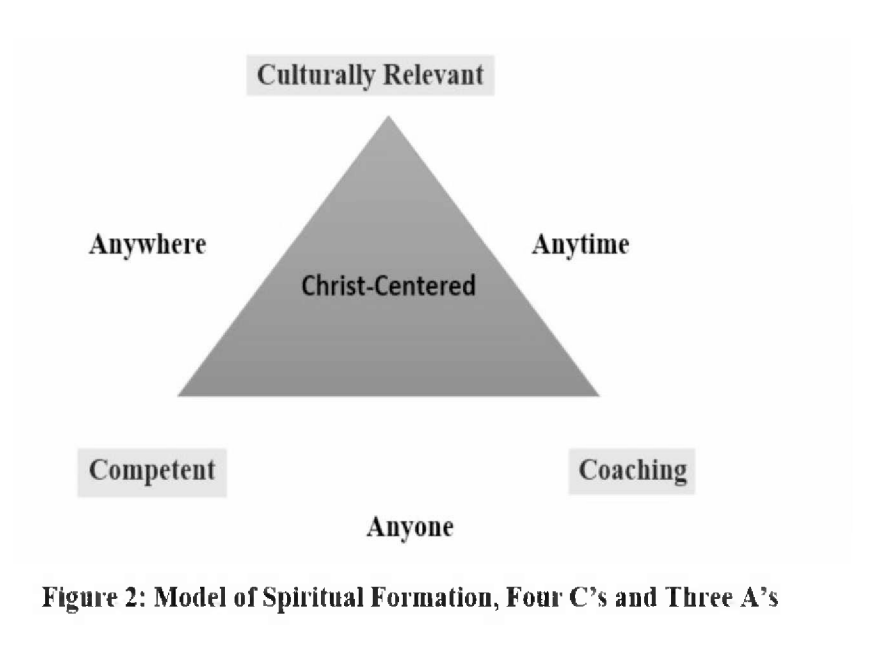 Culturally Relevant
Anywhere
Anytime
Christ-Centered
Competent
Coaching
Anyone
Figure 2: Model of Spiritual Formation, Four C’s and Three A’s